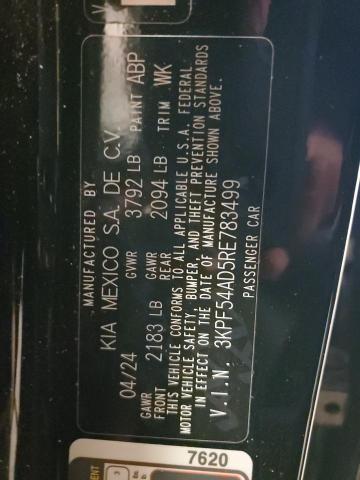 MANUFACTURED BY
KIA MEXICO S.A. DE C.V.
04/24 GVWR 3792 LB PAINT ABP
GAWR FRONT 2183 LB GAWR REAR 2094 LB TRIM WK
THIS VEHICLE CONFORMS TO ALL APPLICABLE U.S.A. FEDERAL
MOTOR VEHICLE SAFETY, BUMPER, AND THEFT PREVENTION STANDARDS
IN EFFECT ON THE DATE OF MANUFACTURE SHOWN ABOVE.
V.I.N. 3KPF54AD5RE783499
PASSENGER CAR
7620